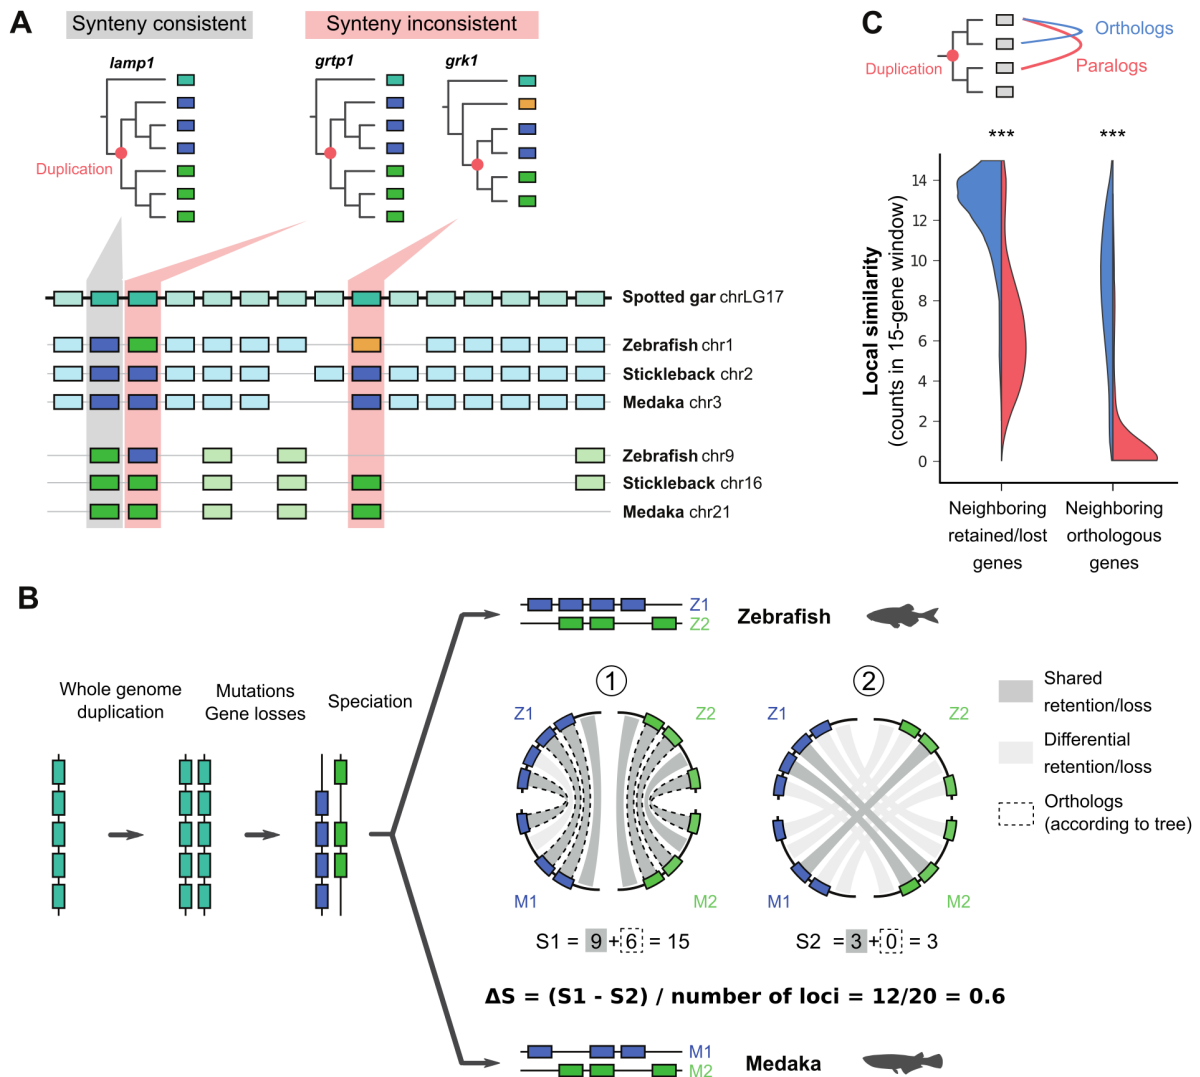 A
Synteny consistent
Synteny inconsistent
lamp1
grtp1
grk1
Duplication
Spotted gar chrLG17
Zebrafish chr1
Stickleback chr2
Medaka chr3
Zebrafish chr9
Stickleback chr16
Medaka chr21
C
Duplication
Orthologs
Paralogs
***
***
Local similarity
(counts in 15-gene window)
14
12
10
8
6
4
2
0
Neighboring
retained/lost
genes
Neighboring
orthologous
genes
B
Whole genome
duplication
Mutations
Gene losses
Speciation
Z1
Z2
Zebrafish
1
2
Z1
Z2
M1
M2
Z1
Z2
M1
M2
Shared
retention/loss
Differential
retention/loss
Orthologs
(according to tree)
S1 = 9 + 6 = 15
S2 = 3 + 0 = 3
ΔS = (S1 - S2) / number of loci = 12/20 = 0.6
M1
M2
Medaka